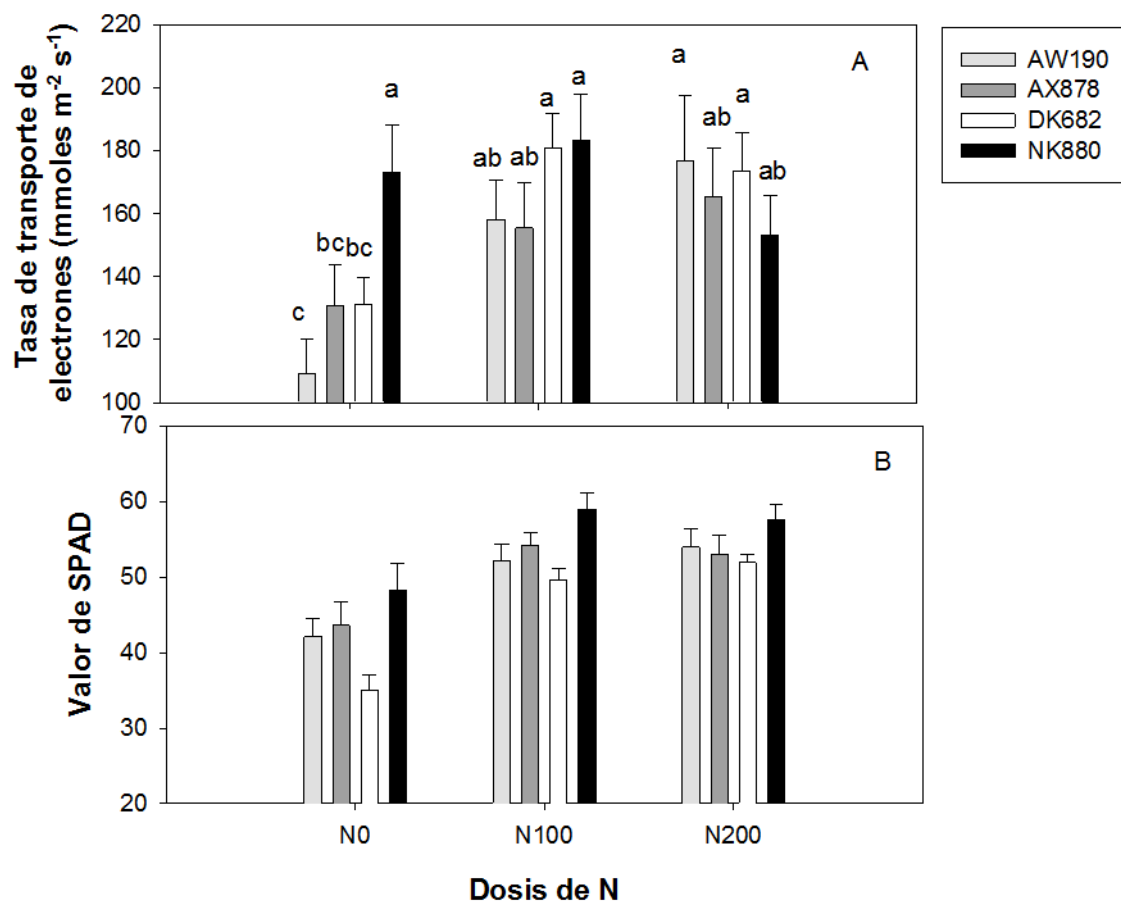 220
200
180
160
140
120
100
Tasa de transporte de
electrones (mmoles m⁻² s⁻¹)
A
c
bc
bc
a
ab
ab
a
a
a
ab
a
ab
AW190
AX878
DK682
NK880
70
60
50
40
30
20
Valor de SPAD
B
N0
N100
N200
Dosis de N